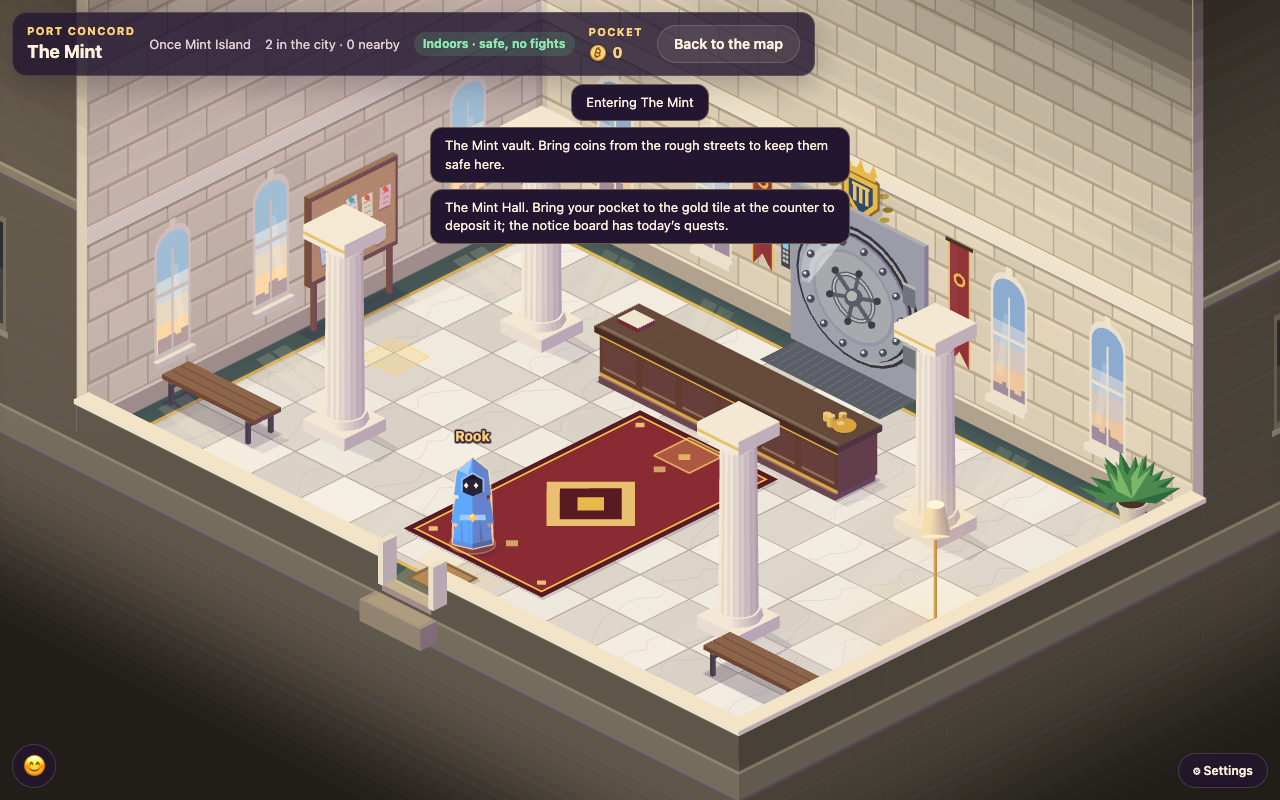 PORT CONCORD
The Mint
Once Mint Island
2 in the city · 0 nearby
Indoors · safe, no fights
POCKET
0
Back to the map
Entering The Mint
The Mint vault. Bring coins from the rough streets to keep them
safe here.
The Mint Hall. Bring your pocket to the gold tile at the counter to
deposit it; the notice board has today's quests.
Rook
Settings